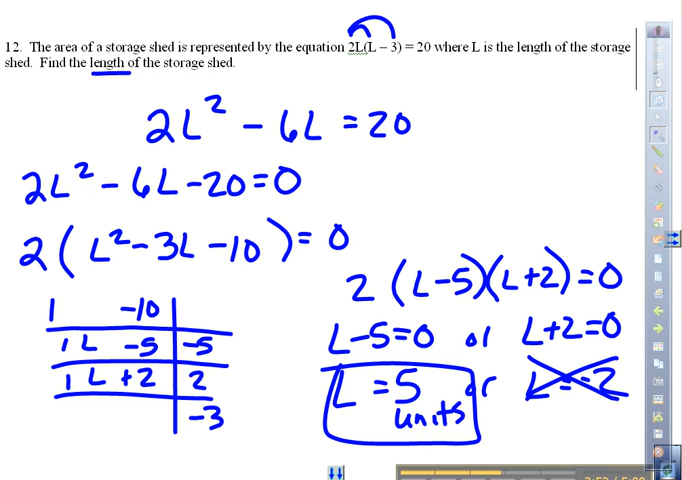 12. The area of a storage shed is represented by the equation 2L(L – 3) = 20 where L is the length of the storage
shed. Find the length of the storage shed.
2L² - 6L = 20
2L² - 6L - 20 = 0
2(L² - 3L - 10) = 0
2(L-5)(L+2) = 0
1 -10
1L -5 -5
1L +2 2
-3
L-5=0 or L+2=0
L = 5 or L = -2
units